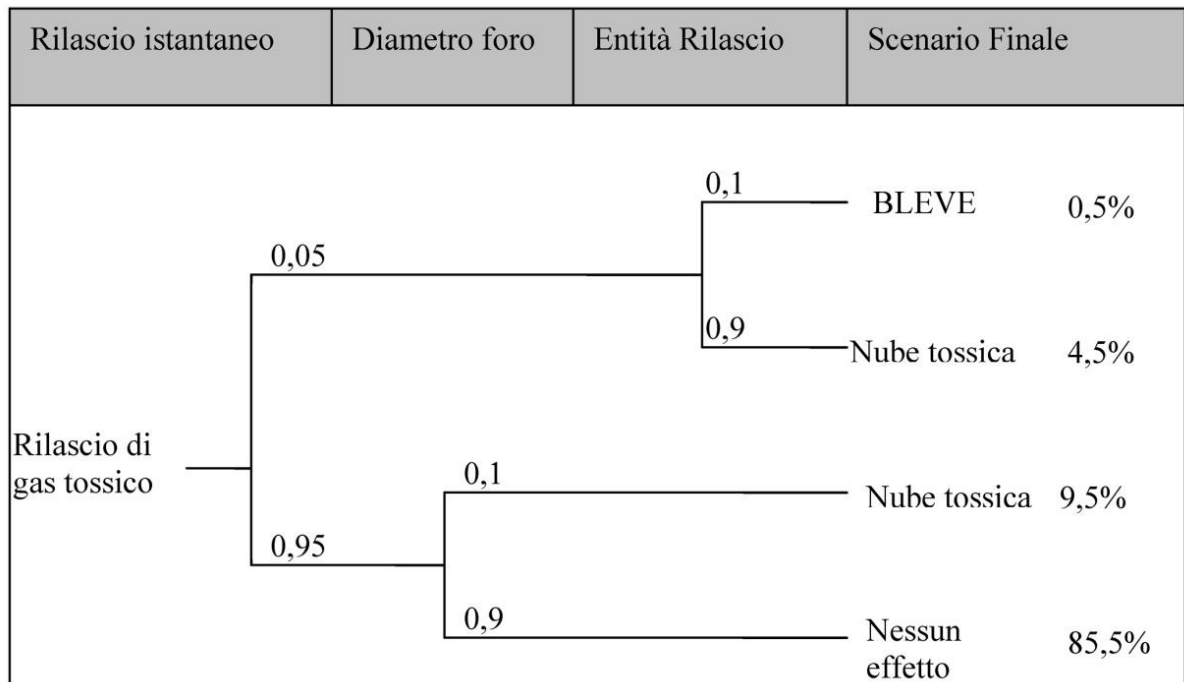 Rilascio istantaneo
Diametro foro
Entità Rilascio
Scenario Finale
0,1
BLEVE
0,5%
0,05
0,9
Nube tossica
4,5%
Rilascio di
gas tossico
0,1
Nube tossica
9,5%
0,95
0,9
Nessun
effetto
85,5%